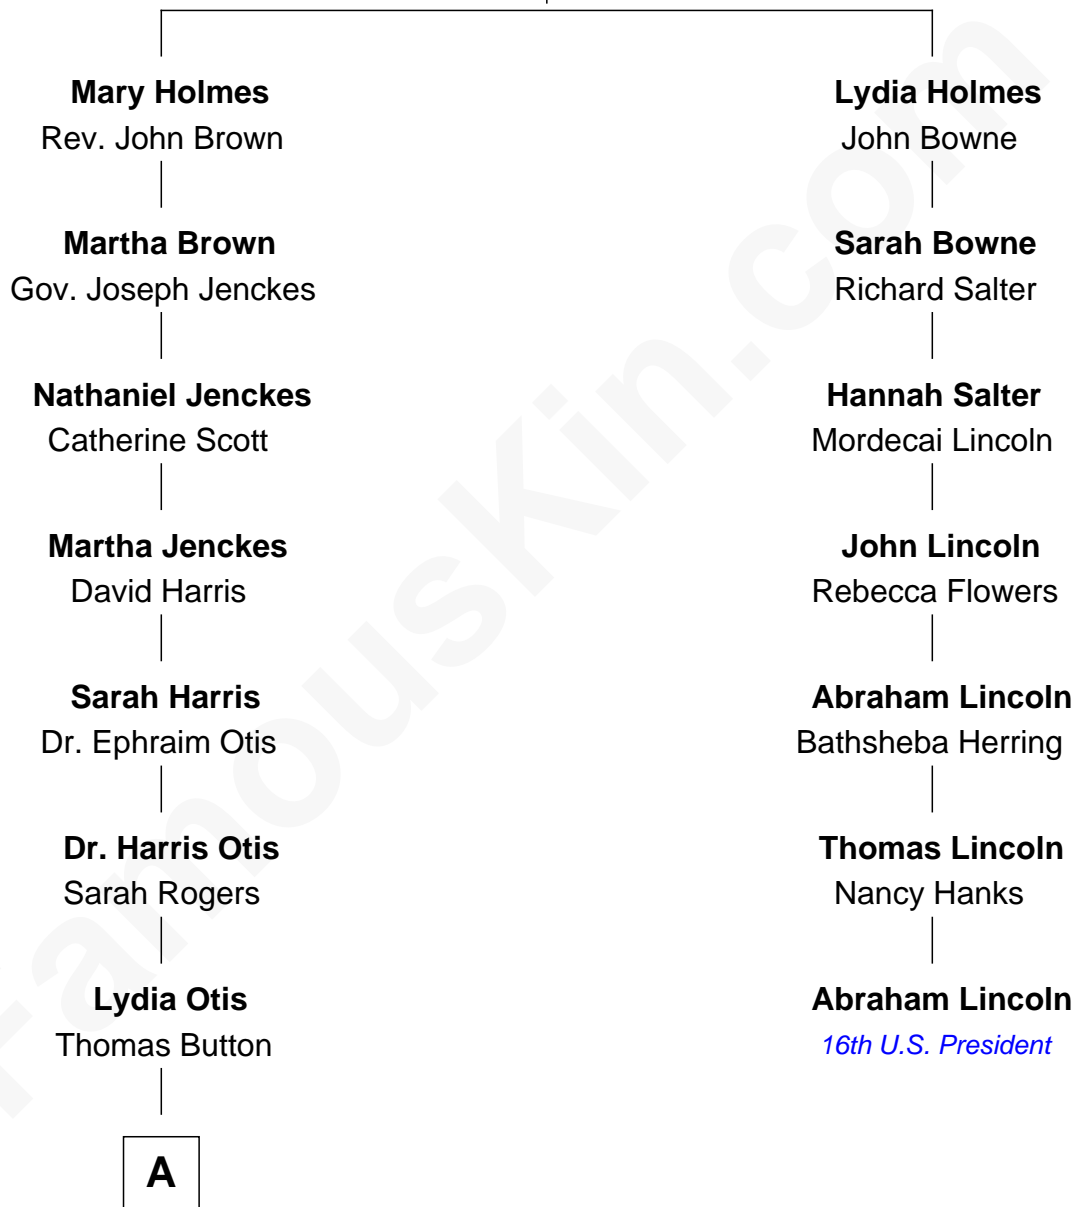 Mary Holmes
Rev. John Brown
Martha Brown
Gov. Joseph Jenckes
Nathaniel Jenckes
Catherine Scott
Martha Jenckes
David Harris
Sarah Harris
Dr. Ephraim Otis
Dr. Harris Otis
Sarah Rogers
Lydia Otis
Thomas Button
A
Lydia Holmes
John Bowne
Sarah Bowne
Richard Salter
Hannah Salter
Mordecai Lincoln
John Lincoln
Rebecca Flowers
Abraham Lincoln
Bathsheba Herring
Thomas Lincoln
Nancy Hanks
Abraham Lincoln
16th U.S. President
FamousKin.com